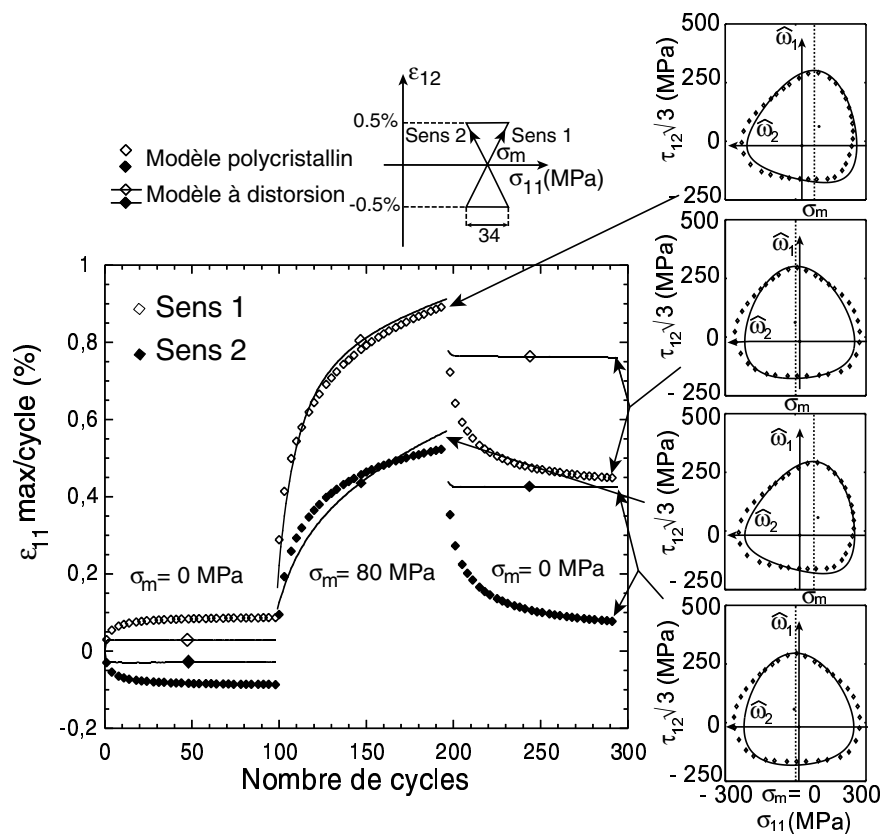 ε12
0.5%
Sens 2
Sens 1
σm
σ11(MPa)
-0.5%
34
Modèle polycristallin
Modèle à distorsion
ε11 max/cycle (%)
1
0,8
0,6
0,4
0,2
0
-0,2
Sens 1
Sens 2
σm= 0 MPa
σm= 80 MPa
σm= 0 MPa
0
50
100
150
200
250
300
Nombre de cycles
τ12√3 (MPa)
500
250
0
- 250
ω̂1
ω̂2
σm
τ12√3 (MPa)
500
250
0
- 250
ω̂1
ω̂2
σm
τ12√3 (MPa)
500
250
0
- 250
ω̂1
ω̂2
σm
τ12√3 (MPa)
500
250
0
- 250
ω̂1
ω̂2
- 300 σm= 0 300
σ11(MPa)